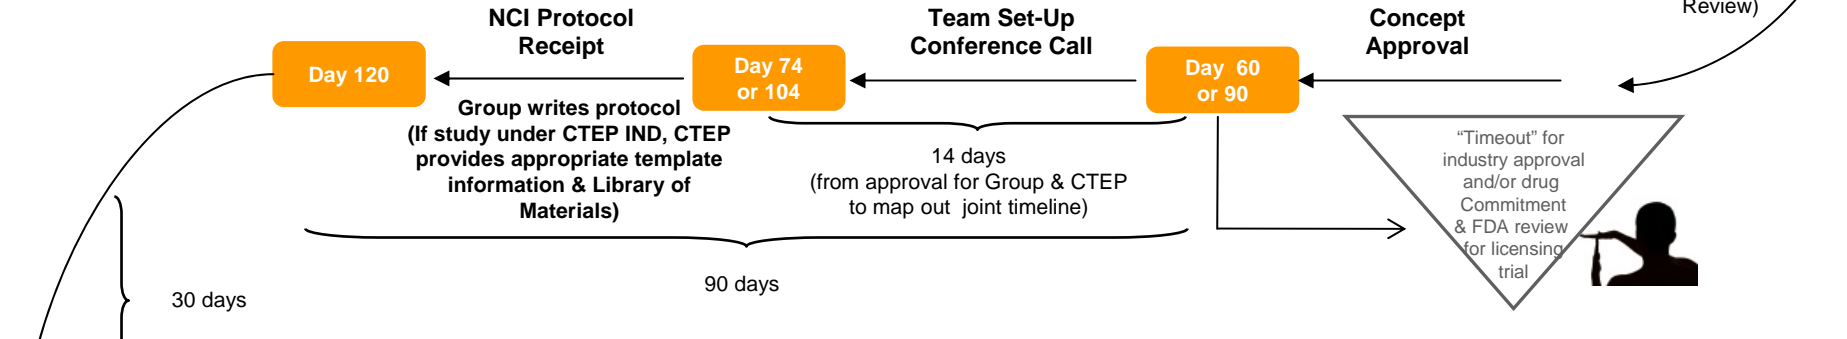 NCI Protocol
Receipt
Team Set-Up
Conference Call
Concept
Approval
Review)
Day 120
Day 74
or 104
Day 60
or 90
Group writes protocol
(If study under CTEP IND, CTEP
provides appropriate template
information & Library of
Materials)
14 days
(from approval for Group & CTEP
to map out joint timeline)
“Timeout” for
industry approval
and/or drug
Commitment
& FDA review
for licensing
trial
90 days
30 days